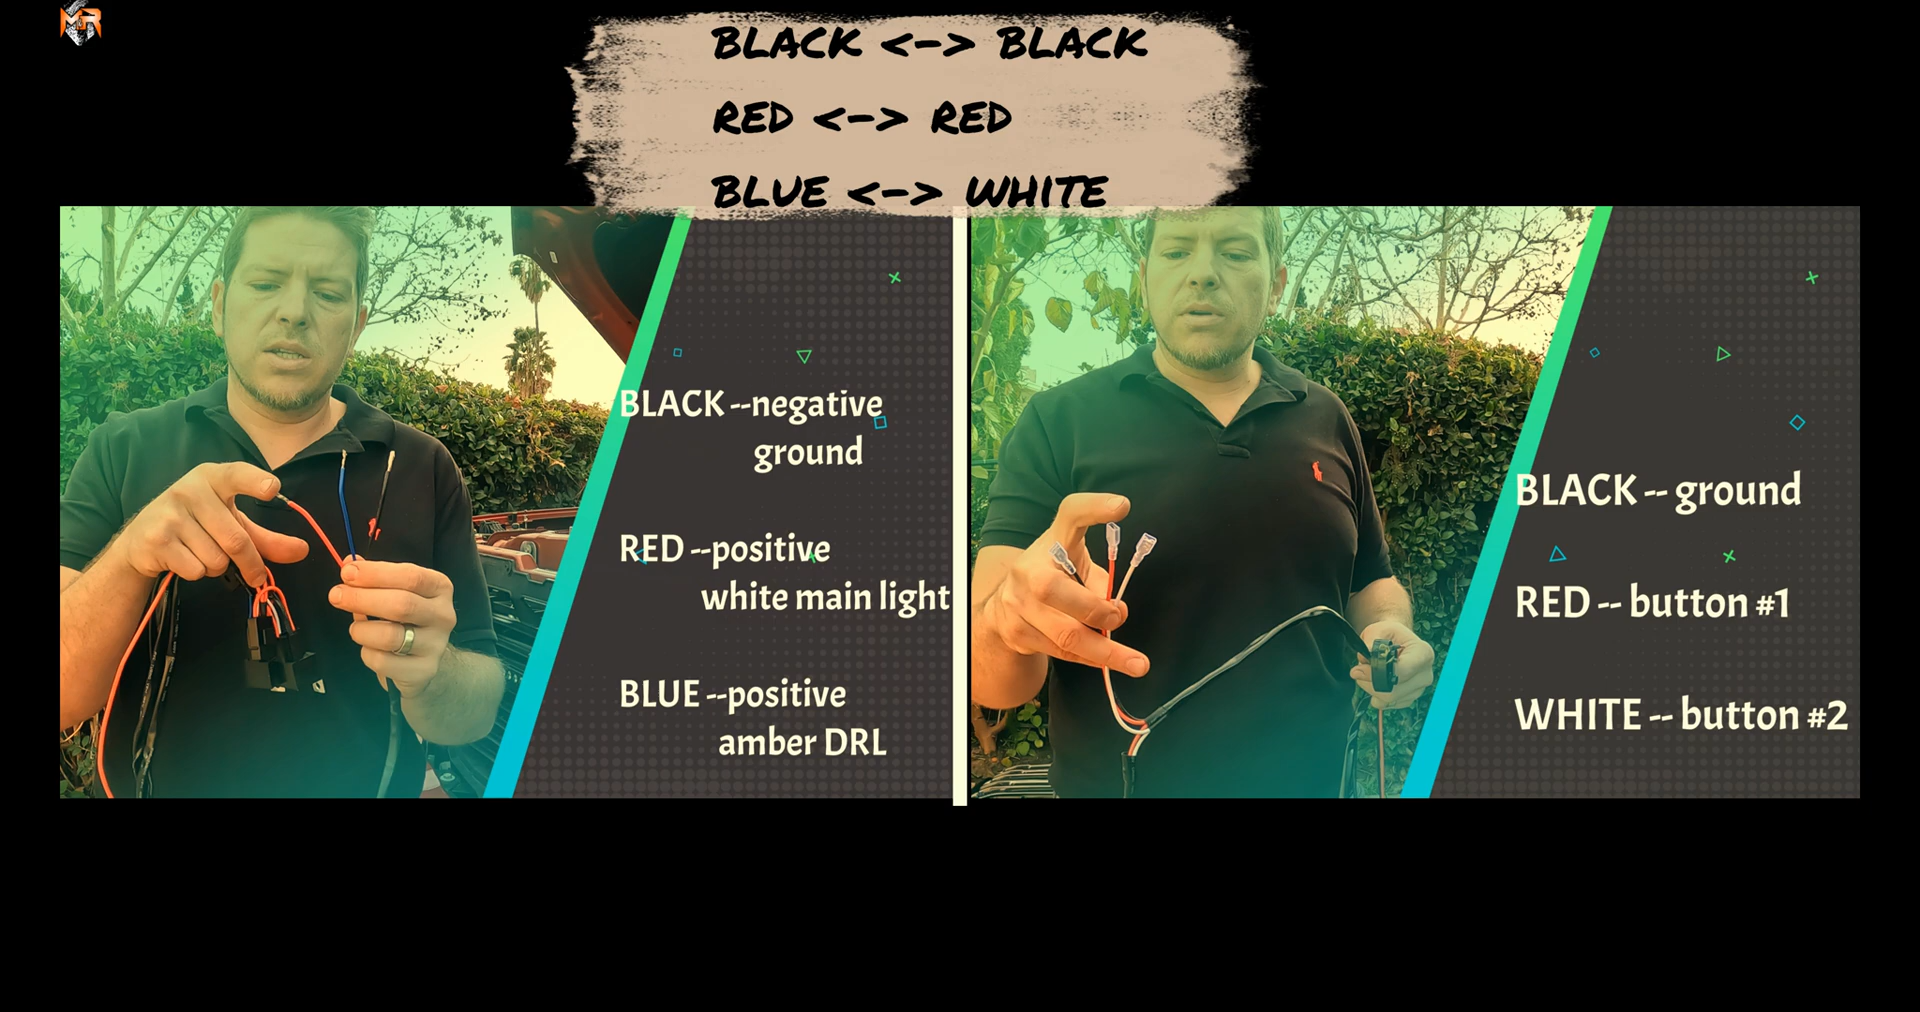 MR
BLACK <-> BLACK
RED <-> RED
BLUE <-> WHITE
BLACK --negative
ground
RED --positive
white main light
BLUE --positive
amber DRL
BLACK -- ground
RED -- button #1
WHITE -- button #2